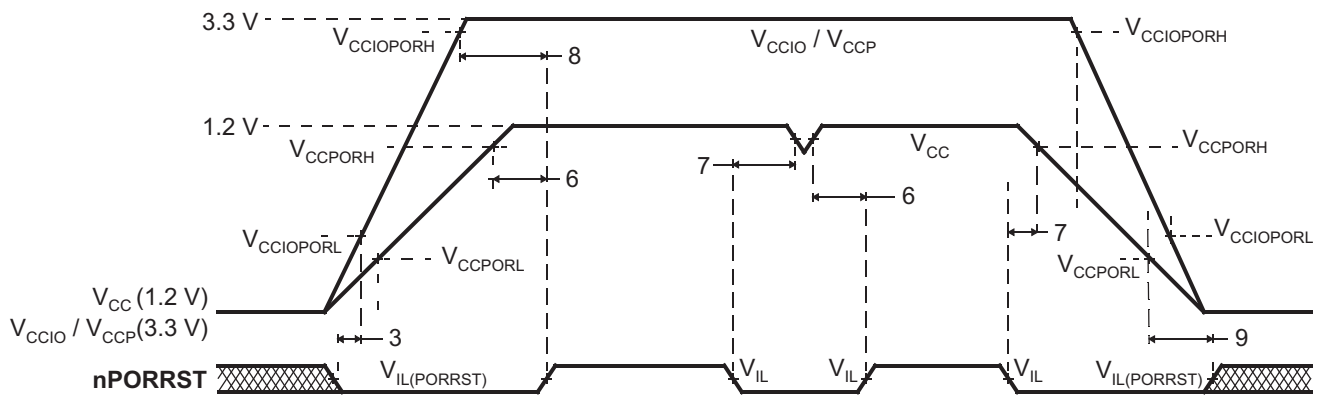 3.3 V
V_CCIOPORH
V_CCIO / V_CCP
V_CCIOPORH
8
1.2 V
V_CCPORH
V_CC
V_CCPORH
7
6
6
7
V_CCIOPORL
V_CCPORL
V_CCIOPORL
V_CCPORL
V_CC (1.2 V)
V_CCIO / V_CCP(3.3 V)
3
9
nPORRST
V_IL(PORRST)
V_IL
V_IL
V_IL
V_IL(PORRST)